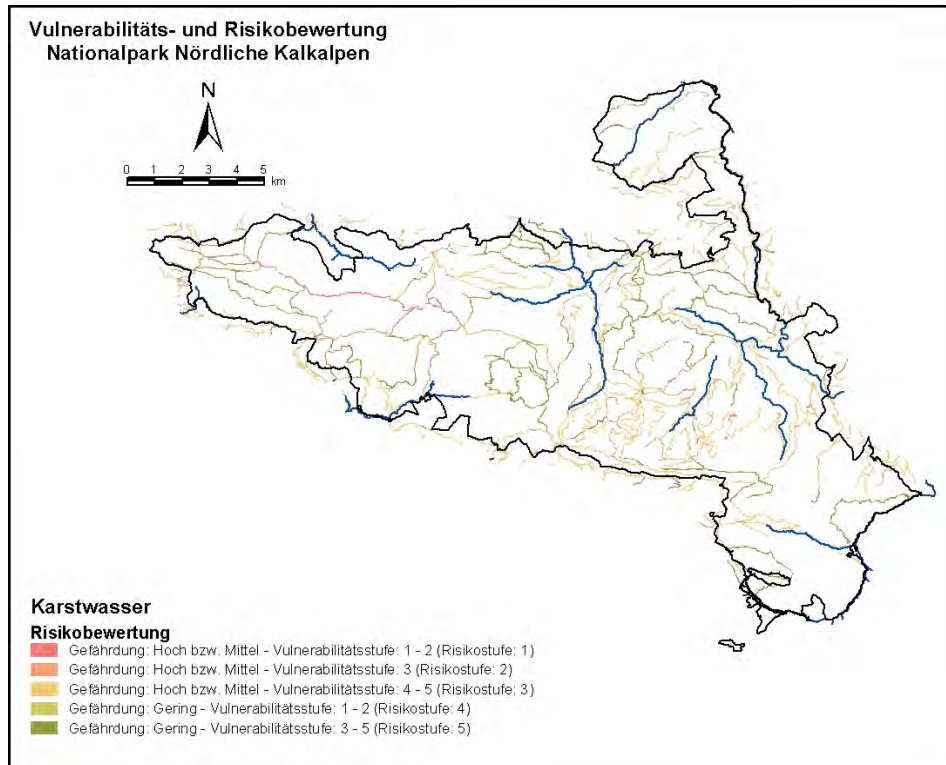 Vulnerabilitäts- und Risikobewertung
Nationalpark Nördliche Kalkalpen
N
0 1 2 3 4 5
km
Karstwasser
Risikobewertung
Gefährdung: Hoch bzw. Mittel - Vulnerabilitätsstufe: 1 - 2 (Risikostufe: 1)
Gefährdung: Hoch bzw. Mittel - Vulnerabilitätsstufe: 3 (Risikostufe: 2)
Gefährdung: Hoch bzw. Mittel - Vulnerabilitätsstufe: 4 - 5 (Risikostufe: 3)
Gefährdung: Gering - Vulnerabilitätsstufe: 1 - 2 (Risikostufe: 4)
Gefährdung: Gering - Vulnerabilitätsstufe: 3 - 5 (Risikostufe: 5)